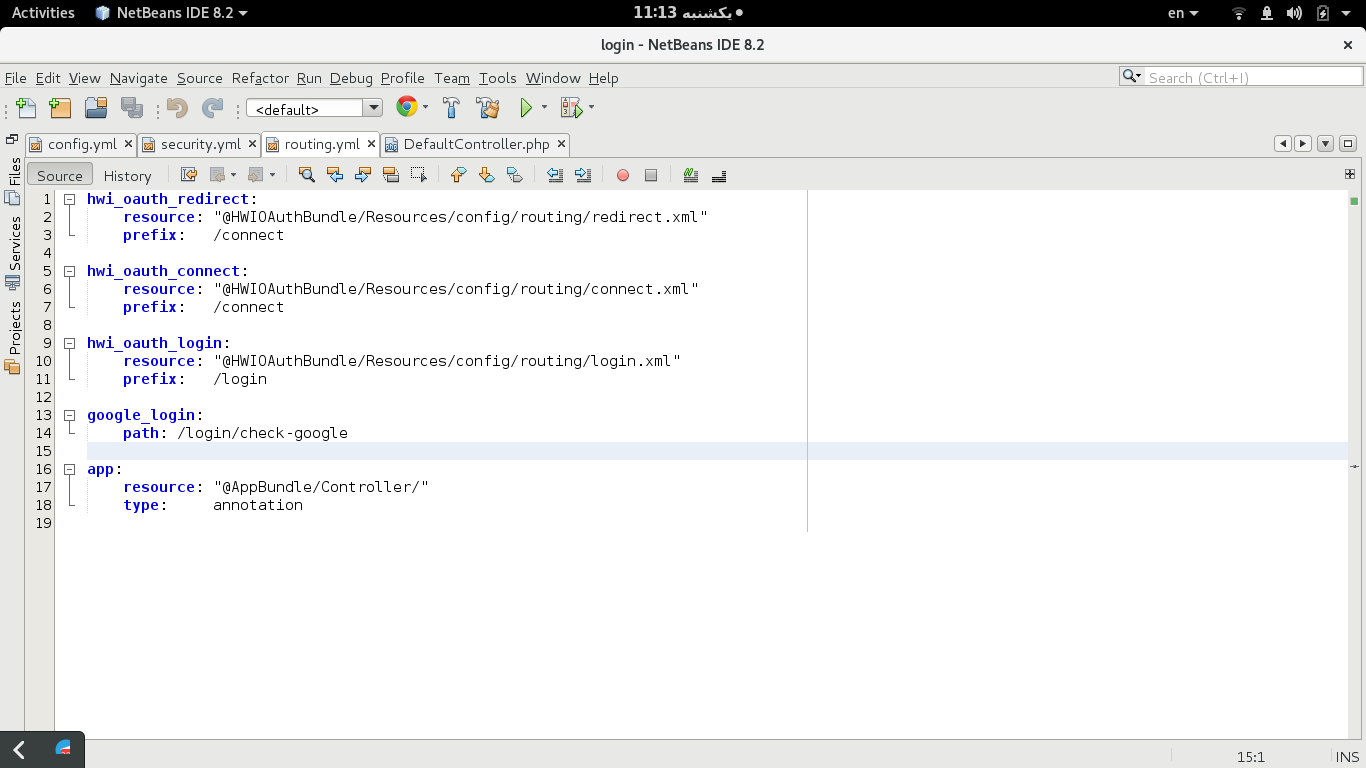 Activities NetBeans IDE 8.2 یکشنبه 11:13 en
login - NetBeans IDE 8.2
File Edit View Navigate Source Refactor Run Debug Profile Team Tools Window Help Search (Ctrl+I)
<default>
config.yml security.yml routing.yml DefaultController.php
Source History
Files
Services
Projects
1 hwi_oauth_redirect:
2     resource: "@HWIOAuthBundle/Resources/config/routing/redirect.xml"
3     prefix:   /connect
4
5 hwi_oauth_connect:
6     resource: "@HWIOAuthBundle/Resources/config/routing/connect.xml"
7     prefix:   /connect
8
9 hwi_oauth_login:
10     resource: "@HWIOAuthBundle/Resources/config/routing/login.xml"
11     prefix:   /login
12
13 google_login:
14     path: /login/check-google
15
16 app:
17     resource: "@AppBundle/Controller/"
18     type:     annotation
19
15:1 INS